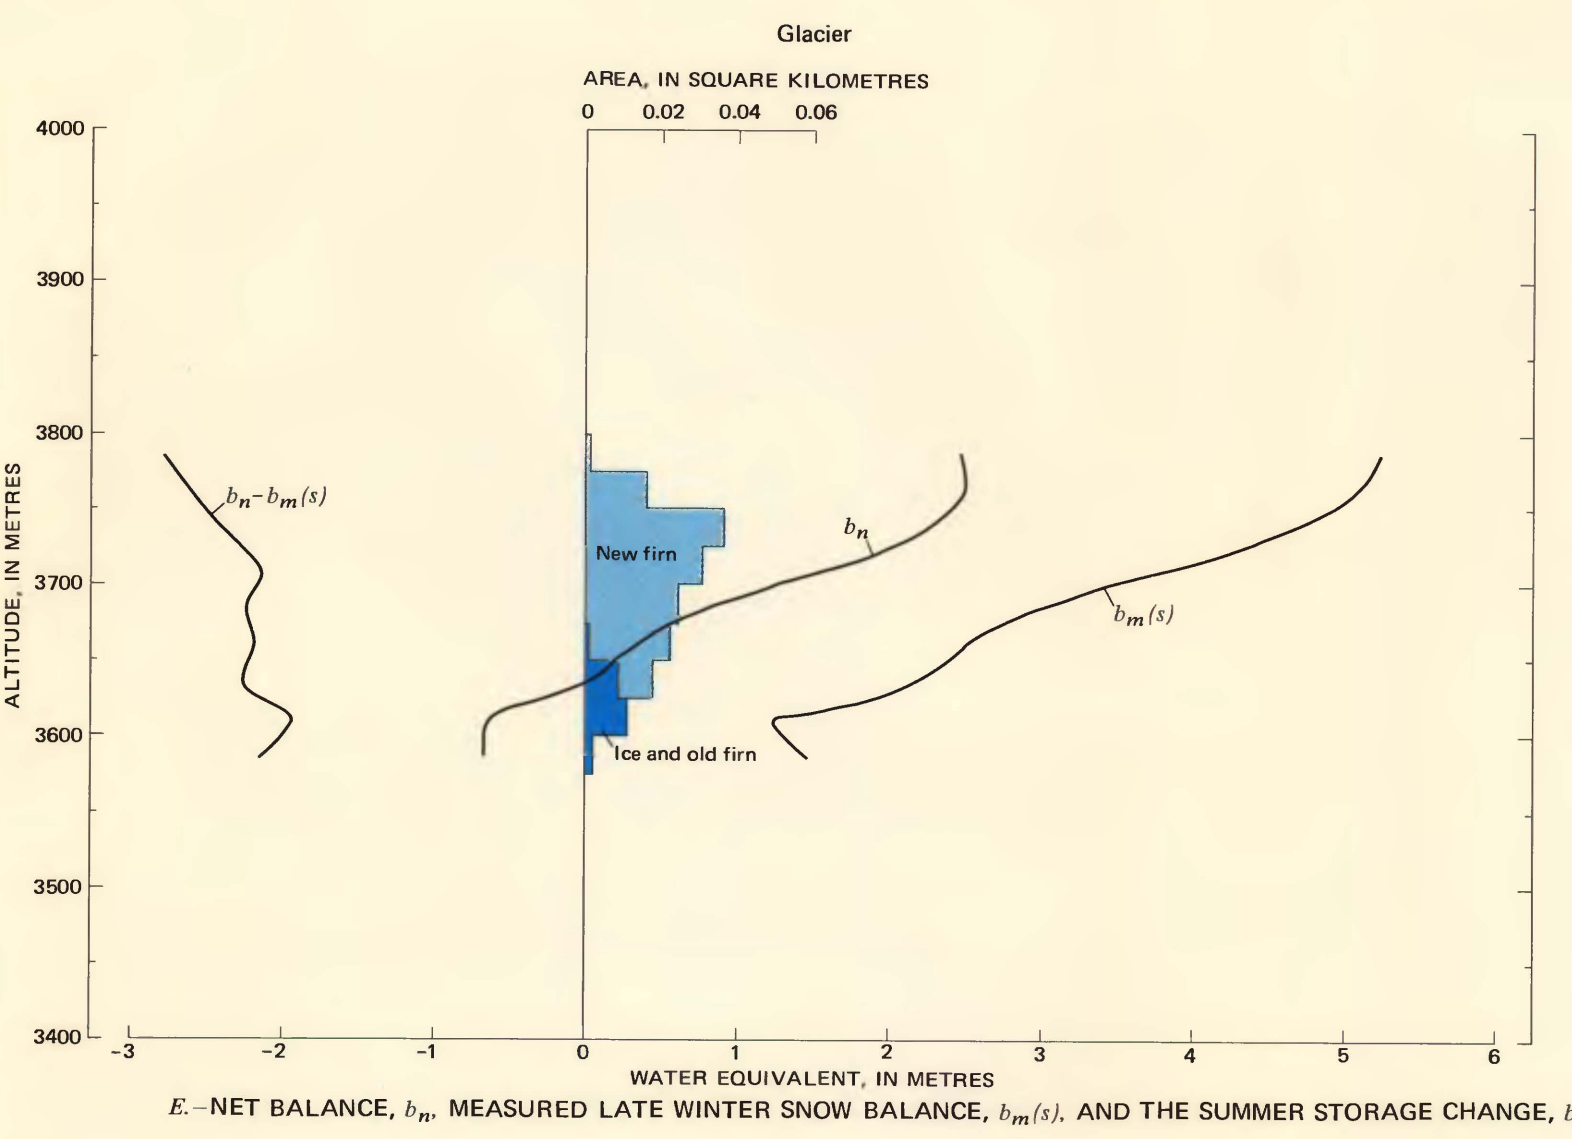 Glacier
AREA, IN SQUARE KILOMETRES
0 0.02 0.04 0.06
4000
3900
3800
3700
3600
3500
3400
ALTITUDE, IN METRES
bn–bm(s)
bn
New firn
bm(s)
Ice and old firn
–3 –2 –1 0 1 2 3 4 5 6
WATER EQUIVALENT, IN METRES
E.–NET BALANCE, bn, MEASURED LATE WINTER SNOW BALANCE, bm(s), AND THE SUMMER STORAGE CHANGE, b